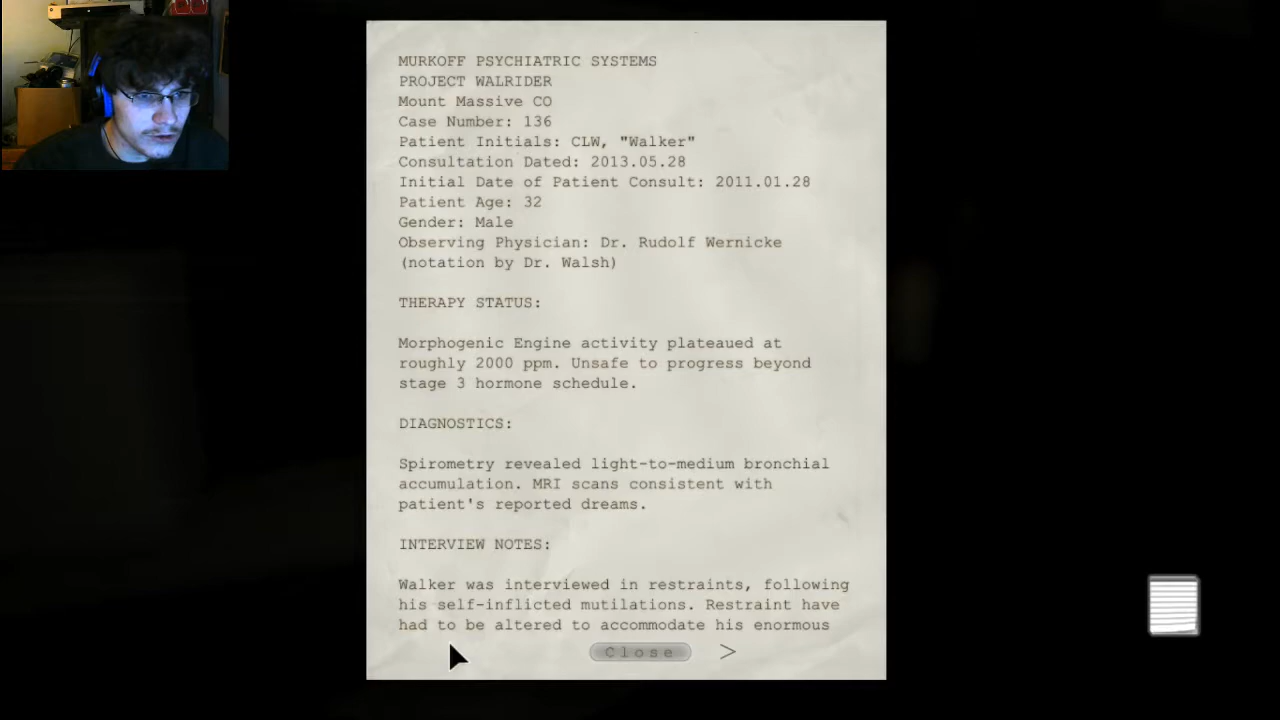 MURKOFF PSYCHIATRIC SYSTEMS
PROJECT WALRIDER
Mount Massive CO
Case Number: 136
Patient Initials: CLW, "Walker"
Consultation Dated: 2013.05.28
Initial Date of Patient Consult: 2011.01.28
Patient Age: 32
Gender: Male
Observing Physician: Dr. Rudolf Wernicke
(notation by Dr. Walsh)
THERAPY STATUS:
Morphogenic Engine activity plateaued at
roughly 2000 ppm. Unsafe to progress beyond
stage 3 hormone schedule.
DIAGNOSTICS:
Spirometry revealed light-to-medium bronchial
accumulation. MRI scans consistent with
patient's reported dreams.
INTERVIEW NOTES:
Walker was interviewed in restraints, following
his self-inflicted mutilations. Restraint have
had to be altered to accommodate his enormous
Close >